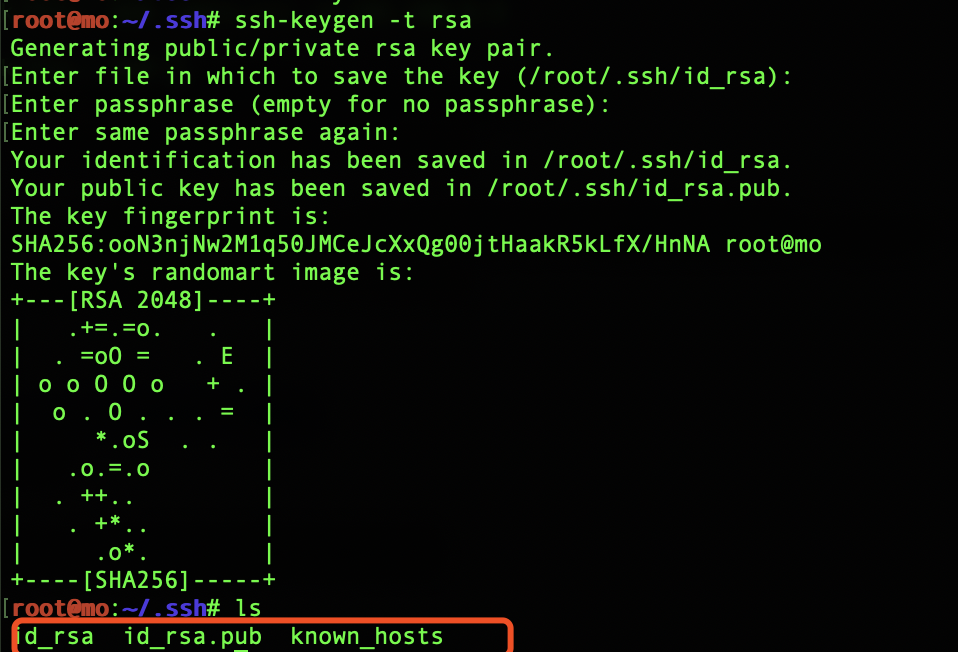 [root@mo:~/.ssh# ssh-keygen -t rsa
Generating public/private rsa key pair.
[Enter file in which to save the key (/root/.ssh/id_rsa):
[Enter passphrase (empty for no passphrase):
[Enter same passphrase again:
Your identification has been saved in /root/.ssh/id_rsa.
Your public key has been saved in /root/.ssh/id_rsa.pub.
The key fingerprint is:
SHA256:ooN3njNw2M1q50JMCeJcXxQg00jtHaakR5kLfX/HnNA root@mo
The key's randomart image is:
+---[RSA 2048]----+
|   .+=.=o.   .   |
|  . =oO =   . E  |
| o o O O o   + . |
|  o . O . . . =  |
|     *.oS  . .   |
|   .o.=.o        |
|  . ++..         |
|   . +*..        |
|     .o*.        |
+----[SHA256]-----+
[root@mo:~/.ssh# ls
id_rsa  id_rsa.pub  known_hosts